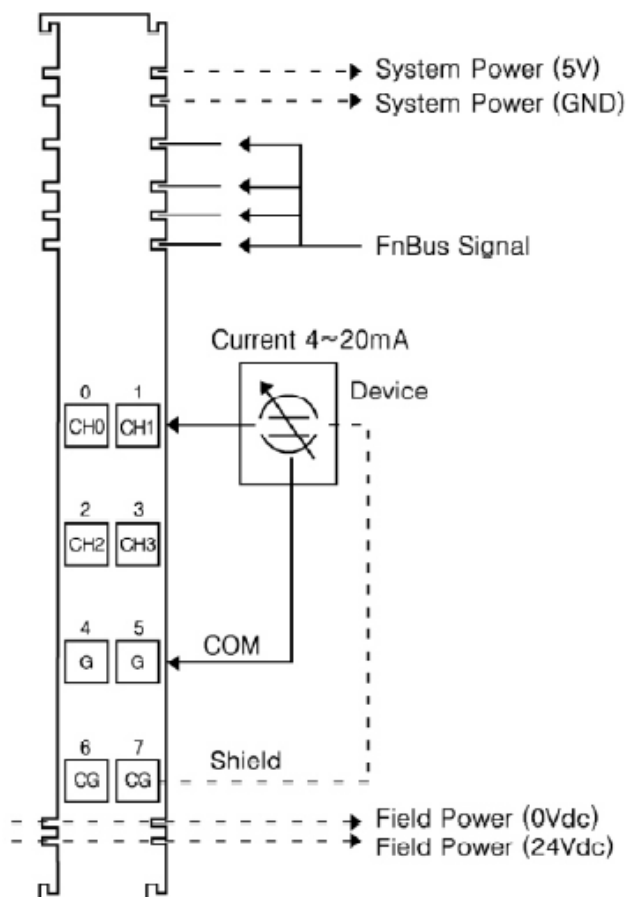 System Power (5V)
System Power (GND)
FnBus Signal
Current 4~20mA
Device
0 1
CH0 CH1
2 3
CH2 CH3
4 5
G G
COM
6 7
CG CG
Shield
Field Power (0Vdc)
Field Power (24Vdc)